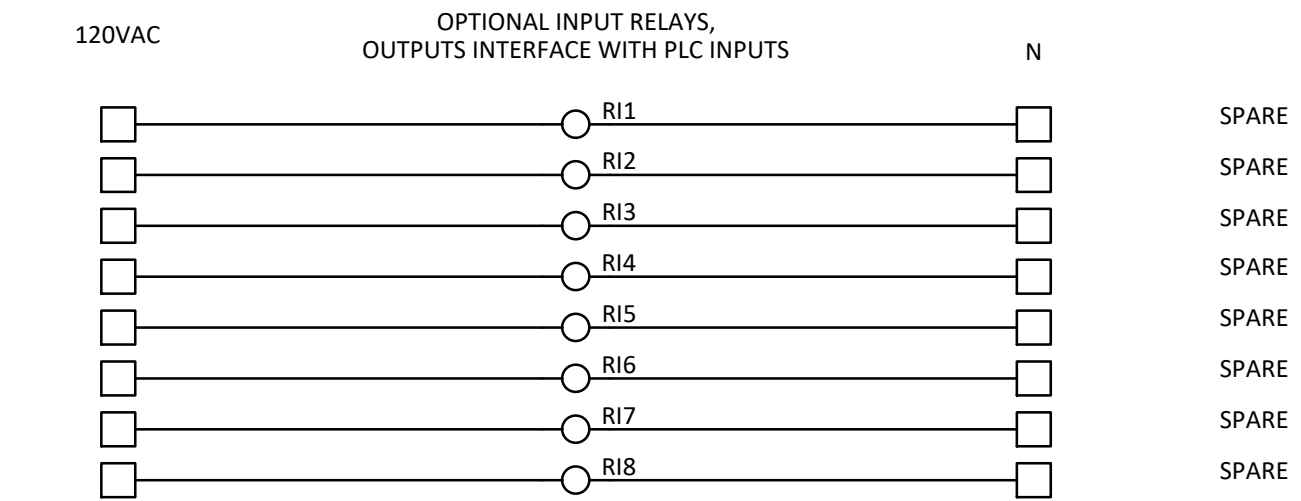 120VAC
OPTIONAL INPUT RELAYS,
OUTPUTS INTERFACE WITH PLC INPUTS
N
RI1 SPARE
RI2 SPARE
RI3 SPARE
RI4 SPARE
RI5 SPARE
RI6 SPARE
RI7 SPARE
RI8 SPARE